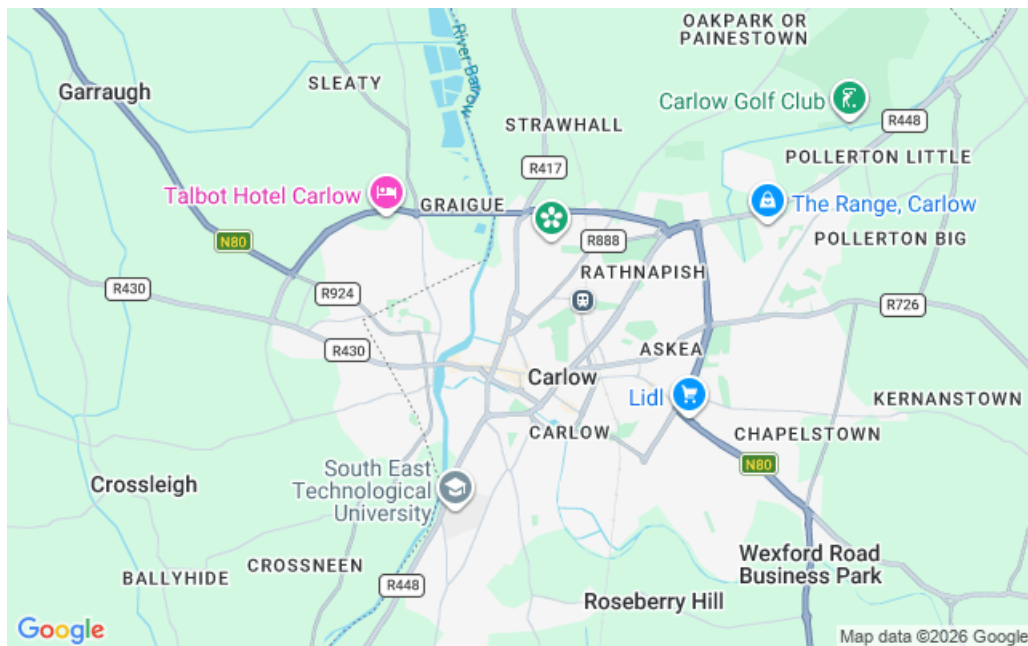 OAKPARK OR
PAINESTOWN
River Barrow
SLEATY
Garraugh
Carlow Golf Club
R448
STRAWHALL
R417
POLLERTON LITTLE
Talbot Hotel Carlow
GRAIGUE
The Range, Carlow
N80
R888
POLLERTON BIG
RATHNAPISH
R430
R924
R726
R430
ASKEA
Carlow
Lidl
KERNANSTOWN
CARLOW
CHAPELSTOWN
South East
Technological
University
N80
Crossleigh
Wexford Road
Business Park
CROSSNEEN
BALLYHIDE
R448
Roseberry Hill
Google
Map data ©2026 Google